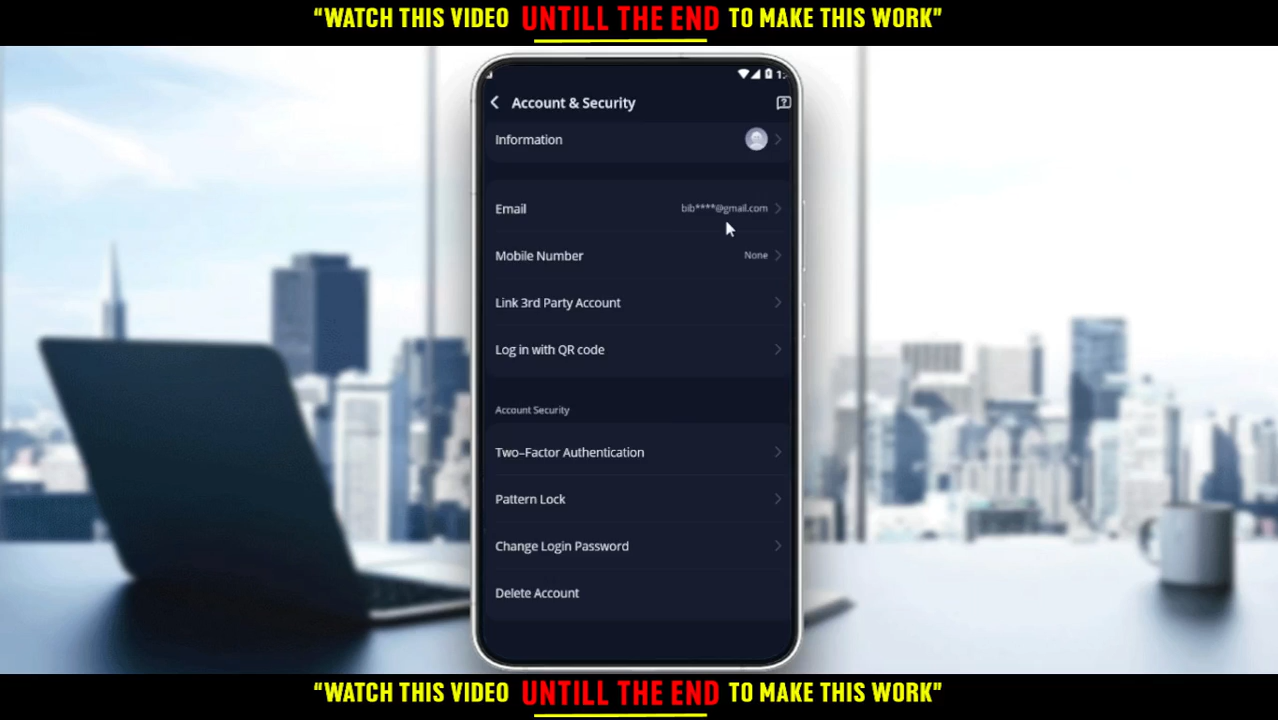 “WATCH THIS VIDEO UNTILL THE END TO MAKE THIS WORK”
Account & Security
Information
Email bib****@gmail.com
Mobile Number None
Link 3rd Party Account
Log in with QR code
Account Security
Two-Factor Authentication
Pattern Lock
Change Login Password
Delete Account
“WATCH THIS VIDEO UNTILL THE END TO MAKE THIS WORK”